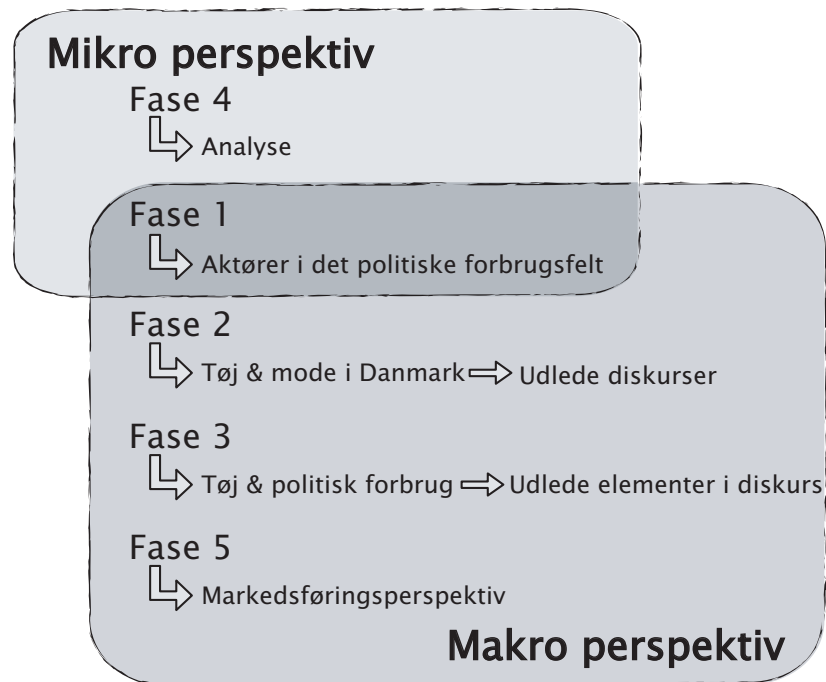 Mikro perspektiv
Fase 4
Analyse
Fase 1
Aktører i det politiske forbrugsfelt
Fase 2
Tøj & mode i Danmark Udlede diskurser
Fase 3
Tøj & politisk forbrug Udlede elementer i diskurs
Fase 5
Markedsføringsperspektiv
Makro perspektiv